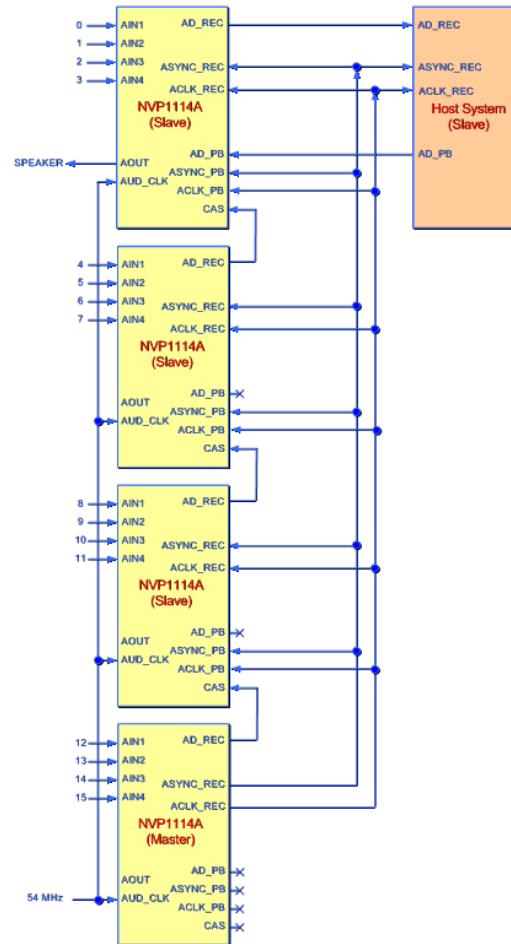 0 AIN1 AD_REC AD_REC
1 AIN2
2 AIN3 ASYNC_REC ASYNC_REC
3 AIN4 ACLK_REC ACLK_REC
NVP1114A
(Slave)
Host System
(Slave)
AD_PB AD_PB
SPEAKER AOUT
ASYNC_PB
AUD_CLK ACLK_PB
CAS
4 AIN1 AD_REC
5 AIN2
6 AIN3 ASYNC_REC
7 AIN4 ACLK_REC
NVP1114A
(Slave)
AD_PB
AOUT ASYNC_PB
AUD_CLK ACLK_PB
CAS
8 AIN1 AD_REC
9 AIN2
10 AIN3 ASYNC_REC
11 AIN4 ACLK_REC
NVP1114A
(Slave)
AD_PB
AOUT ASYNC_PB
AUD_CLK ACLK_PB
CAS
12 AIN1 AD_REC
13 AIN2
14 AIN3 ASYNC_REC
15 AIN4 ACLK_REC
NVP1114A
(Master)
AD_PB
AOUT ASYNC_PB
54 MHz AUD_CLK ACLK_PB
CAS